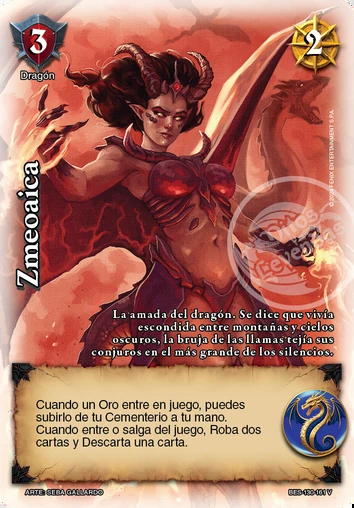 3
2
Dragón
Zmeoaica
La amada del dragón. Se dice que vivía
escondida entre montañas y cielos
oscuros, la bruja de las llamas tejía sus
conjuros en el más grande de los silencios.
Cuando un Oro entre en juego, puedes
subirlo de tu Cementerio a tu mano.
Cuando entre o salga del juego, Roba dos
cartas y Descarta una carta.
ARTE: SEBA GALLARDO